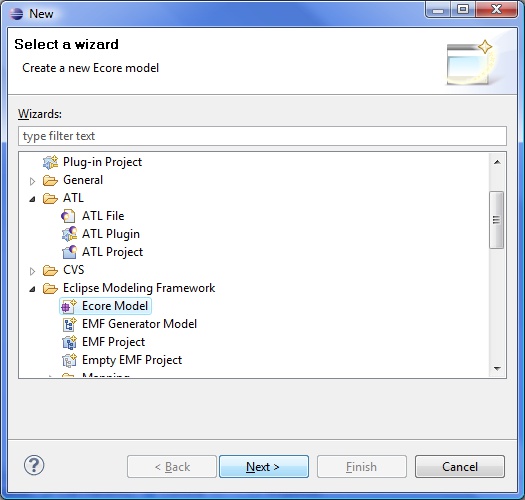 New
Select a wizard
Create a new Ecore model
Wizards:
type filter text
Plug-in Project
General
ATL
ATL File
ATL Plugin
ATL Project
CVS
Eclipse Modeling Framework
Ecore Model
EMF Generator Model
EMF Project
Empty EMF Project
Mapping
? < Back Next > Finish Cancel